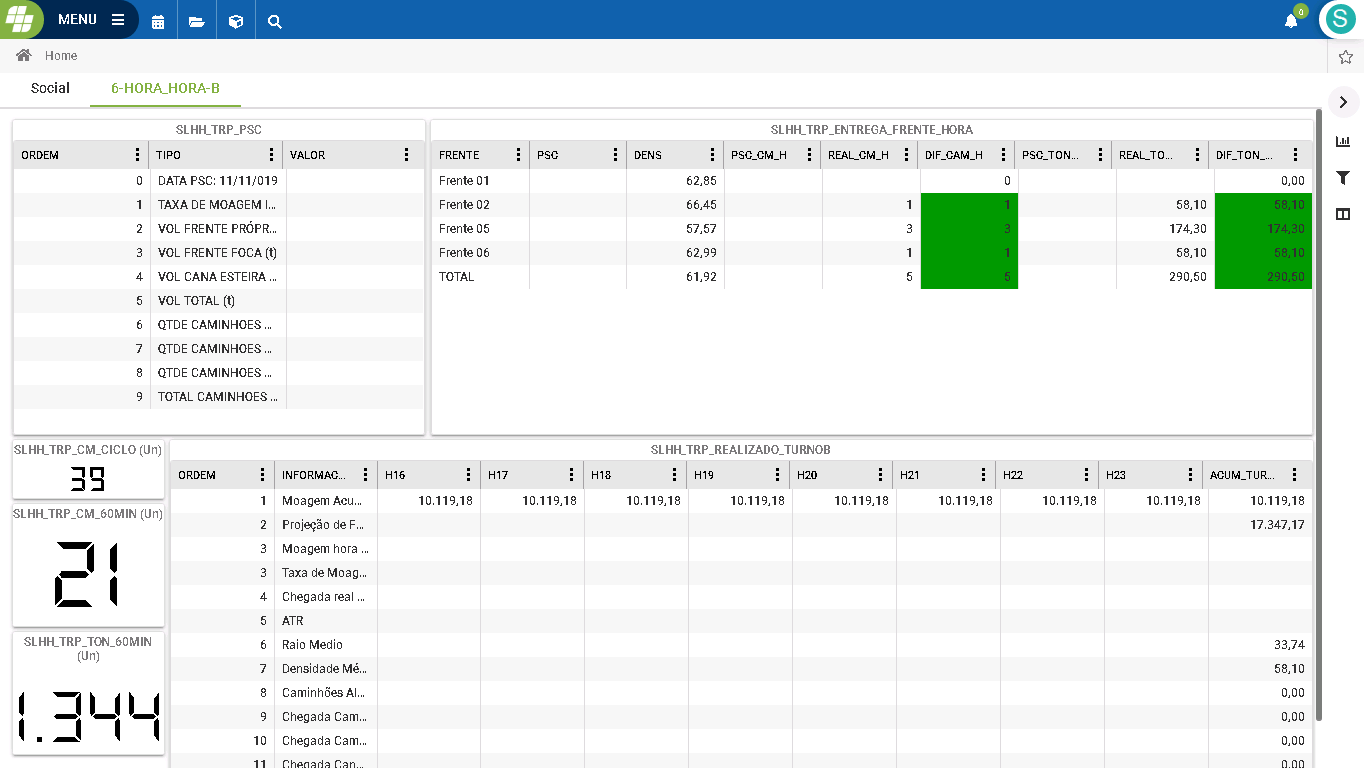 MENU
0
S
Home
Social 6-HORA_HORA-B
SLHH_TRP_PSC
ORDEM TIPO VALOR
0 DATA PSC: 11/11/019
1 TAXA DE MOAGEM I...
2 VOL FRENTE PRÓPR...
3 VOL FRENTE FOCA (t)
4 VOL CANA ESTEIRA ...
5 VOL TOTAL (t)
6 QTDE CAMINHOES ...
7 QTDE CAMINHOES ...
8 QTDE CAMINHOES ...
9 TOTAL CAMINHOES ...
SLHH_TRP_ENTREGA_FRENTE_HORA
FRENTE PSC DENS PSC_CM_H REAL_CM_H DIF_CAM_H PSC_TON... REAL_TO... DIF_TON_...
Frente 01 62,85 0 0,00
Frente 02 66,45 1 1 58,10 58,10
Frente 05 57,57 3 3 174,30 174,30
Frente 06 62,99 1 1 58,10 58,10
TOTAL 61,92 5 5 290,50 290,50
SLHH_TRP_CM_CICLO (Un)
39
SLHH_TRP_CM_60MIN (Un)
21
SLHH_TRP_TON_60MIN
(Un)
1.344
SLHH_TRP_REALIZADO_TURNOB
ORDEM INFORMAC... H16 H17 H18 H19 H20 H21 H22 H23 ACUM_TUR...
1 Moagem Acu... 10.119,18 10.119,18 10.119,18 10.119,18 10.119,18 10.119,18 10.119,18 10.119,18 10.119,18
2 Projeção de F... 17.347,17
3 Moagem hora ...
3 Taxa de Moag...
4 Chegada real ...
5 ATR
6 Raio Medio 33,74
7 Densidade Mé... 58,10
8 Caminhões Al... 0,00
9 Chegada Cam... 0,00
10 Chegada Cam... 0,00
11 Chegada Can... 0,00